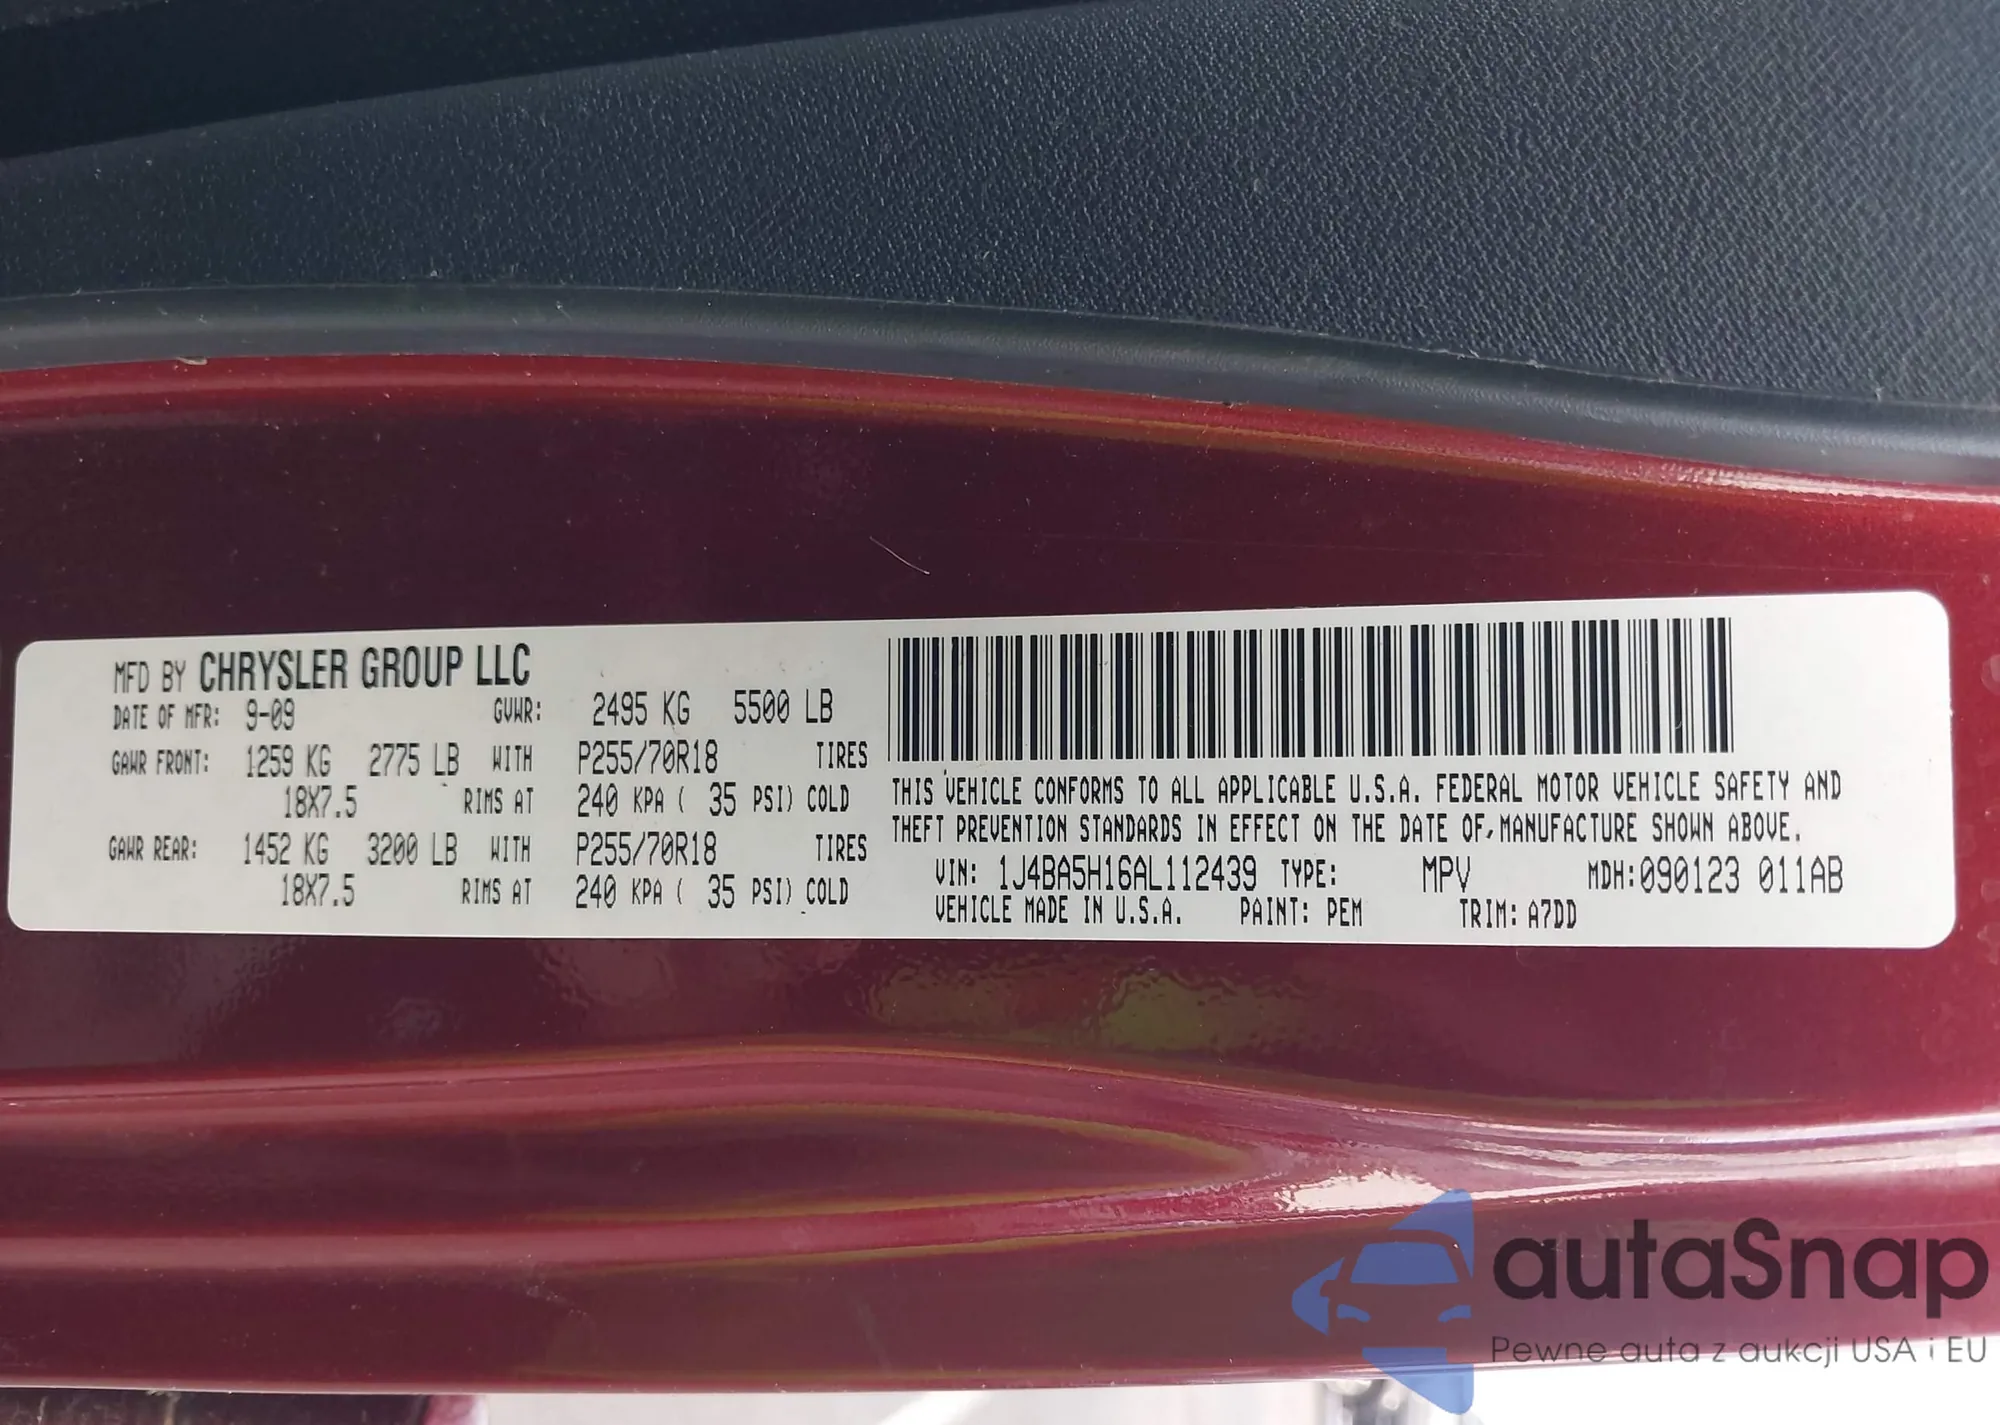 MFD BY CHRYSLER GROUP LLC
DATE OF MFR: 9-09 GVWR: 2495 KG 5500 LB
GAWR FRONT: 1259 KG 2775 LB WITH P255/70R18 TIRES
18X7.5 RIMS AT 240 KPA ( 35 PSI) COLD
GAWR REAR: 1452 KG 3200 LB WITH P255/70R18 TIRES
18X7.5 RIMS AT 240 KPA ( 35 PSI) COLD
THIS VEHICLE CONFORMS TO ALL APPLICABLE U.S.A. FEDERAL MOTOR VEHICLE SAFETY AND
THEFT PREVENTION STANDARDS IN EFFECT ON THE DATE OF MANUFACTURE SHOWN ABOVE.
VIN: 1J4BA5H16AL112439 TYPE: MPV MDH:090123 011AB
VEHICLE MADE IN U.S.A. PAINT: PEM TRIM: A7DD
autaSnap
Pewne auta z aukcji USA i EU